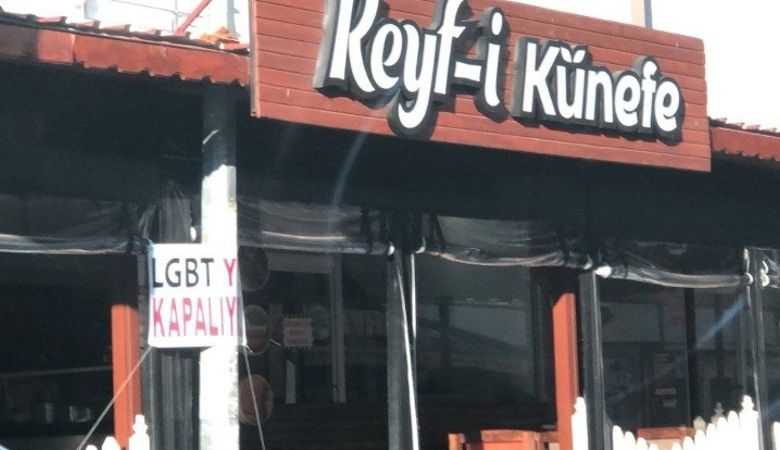 Keyf-i Künefe
LGBT Y
KAPALIY